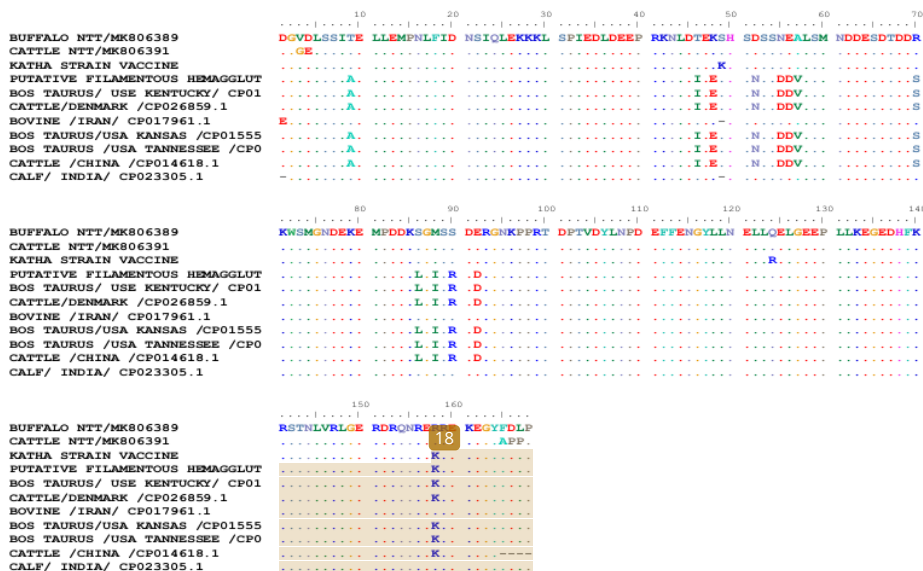 10 20 30 40 50 60 70
....|....| ....|....| ....|....| ....|....| ....|....| ....|....| ....|....|
BUFFALO NTT/MK806389 DGVDLSSITE LLEMPNLFID NSIQLEKKKL SPIEDLDEEP RKNLDTEKSH SDSSNEALSM NDDESDTDDR
CATTLE NTT/MK806391 ..GE...... .......... .......... .......... .......... .......... ..........
KATHA STRAIN VACCINE .......... .......... .......... .......... ........K. .......... ..........
PUTATIVE FILAMENTOUS HEMAGGLUT ........A. .......... .......... .......... .....I.E.. .N..DDV... .........S
BOS TAURUS/ USE KENTUCKY/ CP01 ........A. .......... .......... .......... .....I.E.. .N..DDV... .........S
CATTLE/DENMARK /CP026859.1 ........A. .......... .......... .......... .....I.E.. .N..DDV... .........S
BOVINE /IRAN/ CP017961.1 E......... .......... .......... .......... ........-. .......... ..........
BOS TAURUS/USA KANSAS /CP01555 ........A. .......... .......... .......... .....I.E.. .N..DDV... .........S
BOS TAURUS /USA TANNESSEE /CP0 ........A. .......... .......... .......... .....I.E.. .N..DDV... .........S
CATTLE /CHINA /CP014618.1 ........A. .......... .......... .......... .....I.E.. .N..DDV... .........S
CALF/ INDIA/ CP023305.1 -......... .......... .......... .......... ........-. .......... ..........
80 90 100 110 120 130 140
....|....| ....|....| ....|....| ....|....| ....|....| ....|....| ....|....|
BUFFALO NTT/MK806389 KWSMGNDEKE MPDDKSGMSS DERGNKPPRT DPTVDYLNPD EFFENGYLLN ELLQELGEEP LLKEGEDHFK
CATTLE NTT/MK806391 .......... .......... .......... .......... .......... .......... ..........
KATHA STRAIN VACCINE .......... .......... .......... .......... .......... ...R...... ..........
PUTATIVE FILAMENTOUS HEMAGGLUT .......... .....L.I.R .D........ .......... .......... .......... ..........
BOS TAURUS/ USE KENTUCKY/ CP01 .......... .....L.I.R .D........ .......... .......... .......... ..........
CATTLE/DENMARK /CP026859.1 .......... .....L.I.R .D........ .......... .......... .......... ..........
BOVINE /IRAN/ CP017961.1 .......... .......... .......... .......... .......... .......... ..........
BOS TAURUS/USA KANSAS /CP01555 .......... .....L.I.R .D........ .......... .......... .......... ..........
BOS TAURUS /USA TANNESSEE /CP0 .......... .....L.I.R .D........ .......... .......... .......... ..........
CATTLE /CHINA /CP014618.1 .......... .....L.I.R .D........ .......... .......... .......... ..........
CALF/ INDIA/ CP023305.1 .......... .......... .......... .......... .......... .......... ..........
150 160
....|....| ....|....| ....|...
BUFFALO NTT/MK806389 RSTNLVRLGE RDRQNRERRE KEGYFDLP
CATTLE NTT/MK806391 .......... .......... ....APP.
18
KATHA STRAIN VACCINE .......... .......K.. ........
PUTATIVE FILAMENTOUS HEMAGGLUT .......... .......K.. ........
BOS TAURUS/ USE KENTUCKY/ CP01 .......... .......K.. ........
CATTLE/DENMARK /CP026859.1 .......... .......K.. ........
BOVINE /IRAN/ CP017961.1 .......... .......... ........
BOS TAURUS/USA KANSAS /CP01555 .......... .......K.. ........
BOS TAURUS /USA TANNESSEE /CP0 .......... .......K.. ........
CATTLE /CHINA /CP014618.1 .......... .......K.. ....----
CALF/ INDIA/ CP023305.1 .......... .......... ........